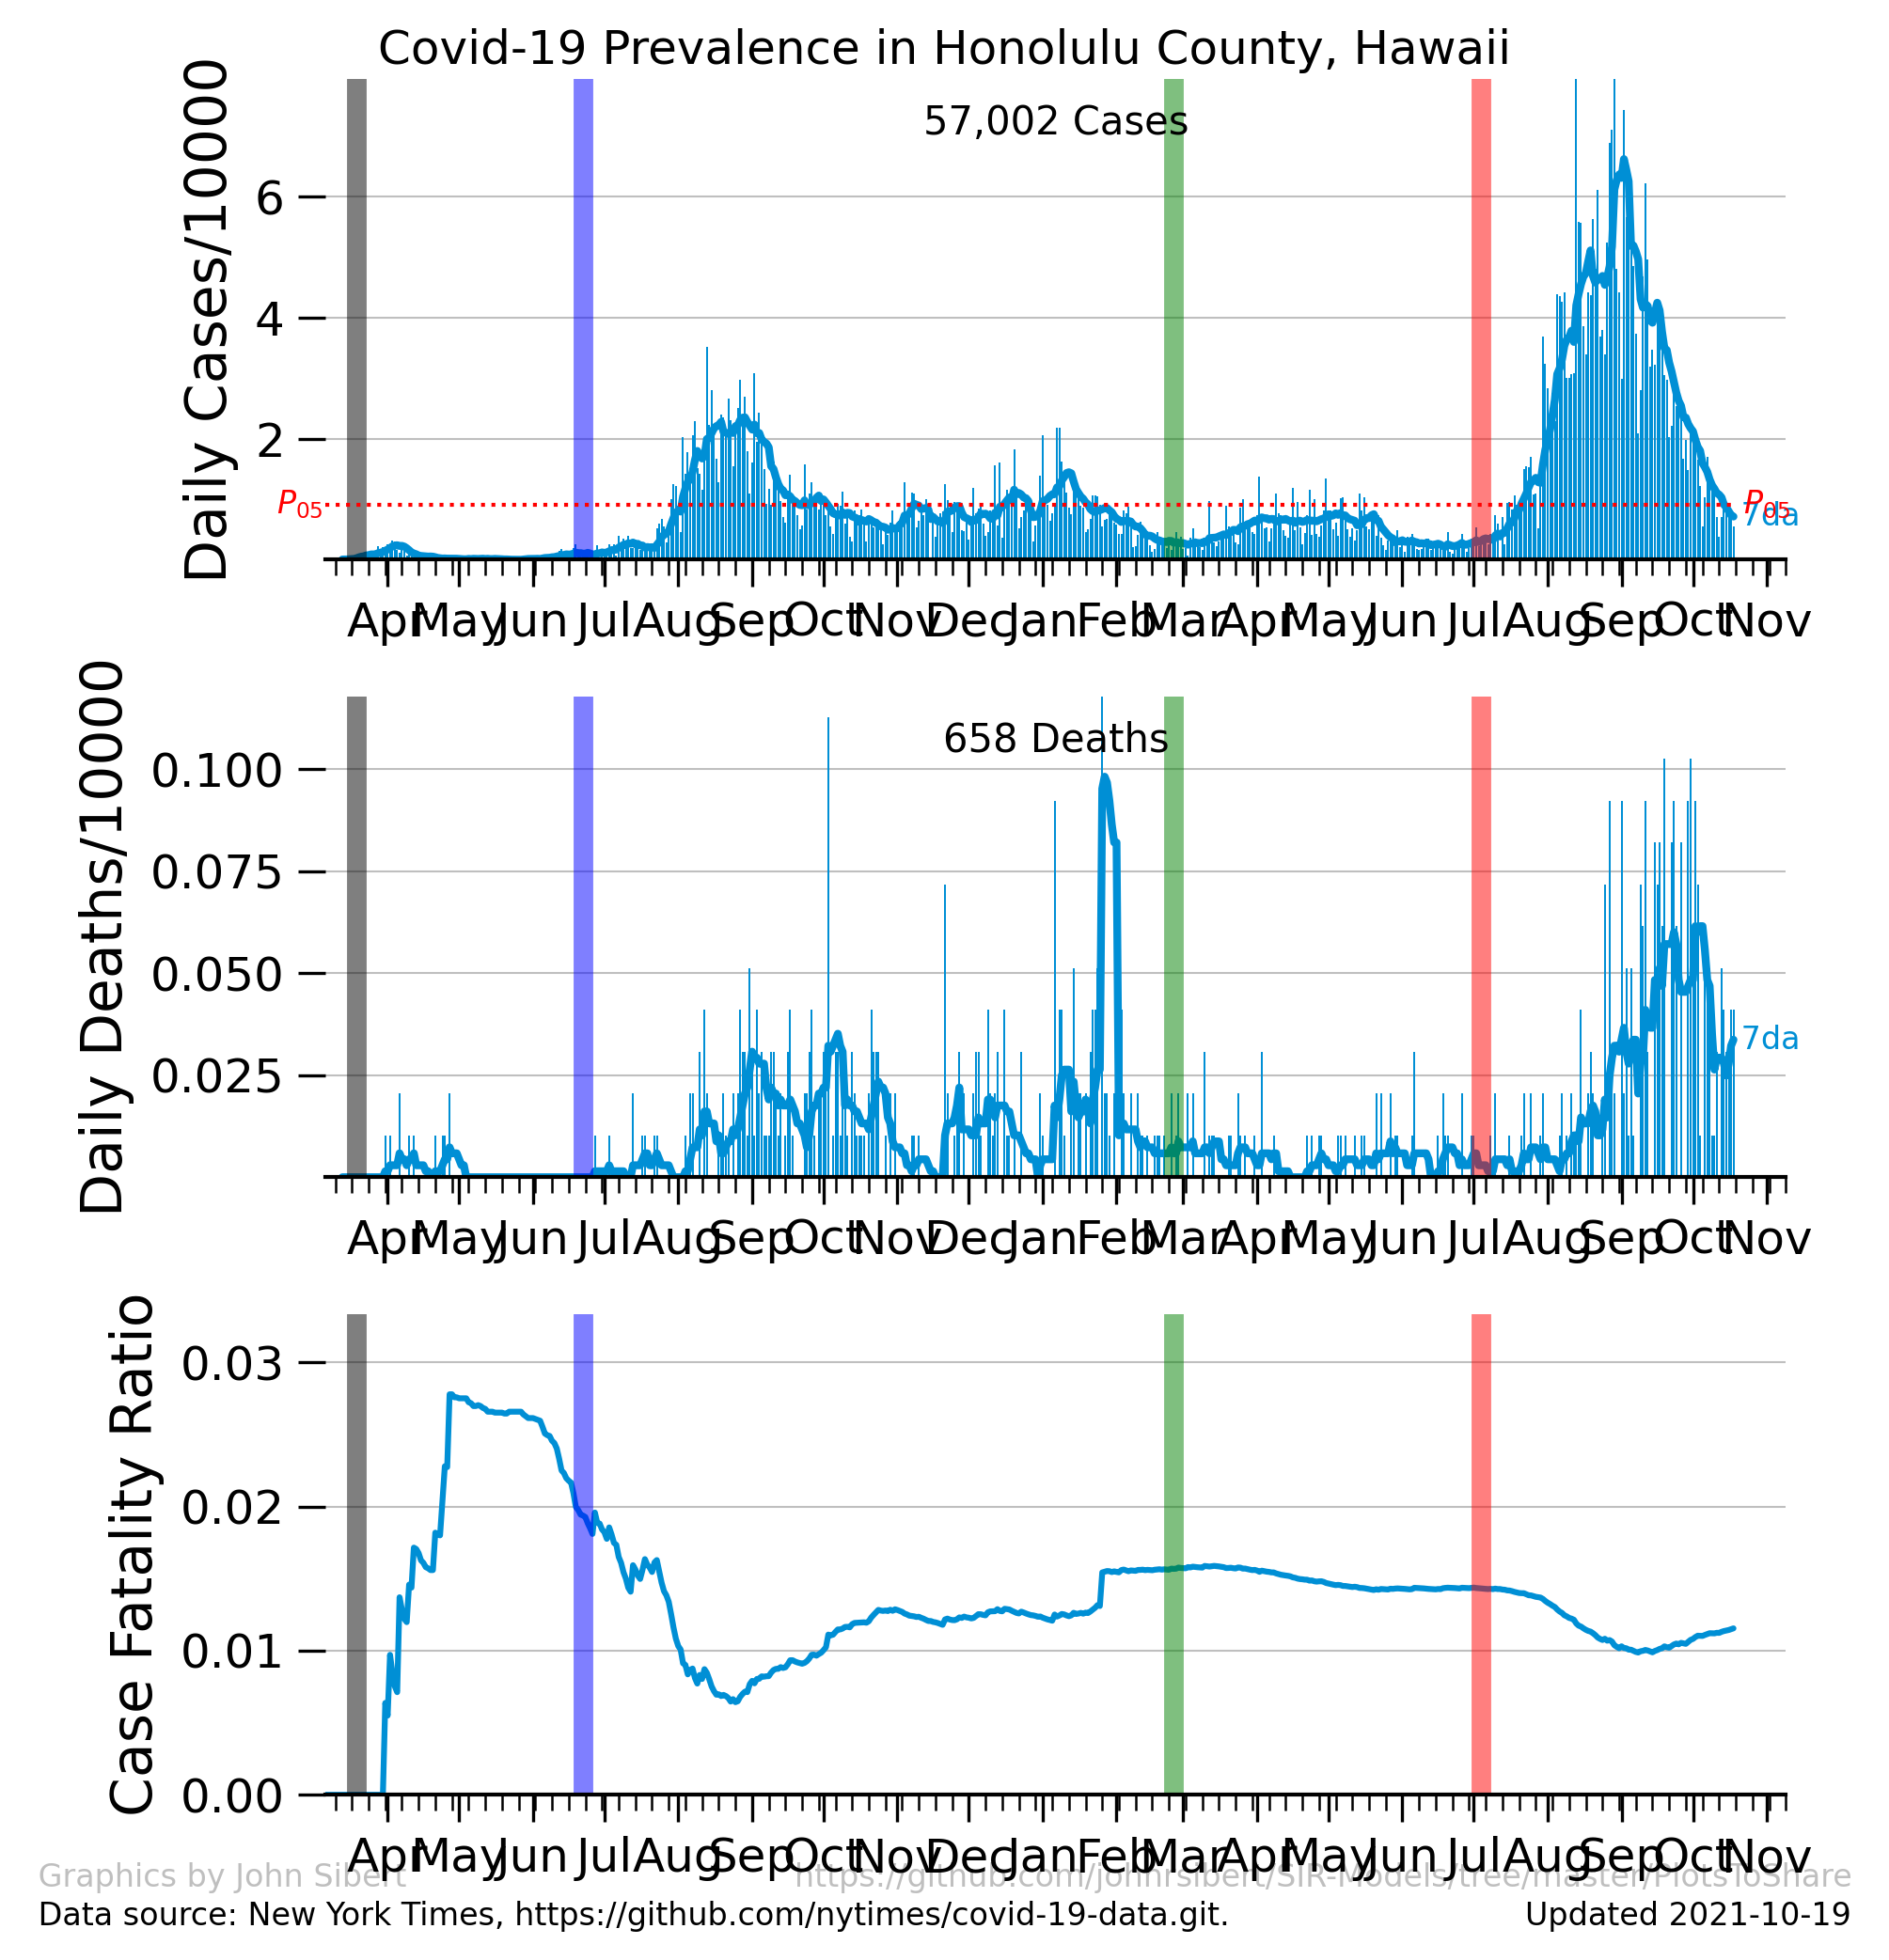 Covid-19 Prevalence in Honolulu County, Hawaii
57,002 Cases
Daily Cases/10000
6
4
2
P05
P05
7da
Apr May Jun Jul Aug Sep Oct Nov Dec Jan Feb Mar Apr May Jun Jul Aug Sep Oct Nov
658 Deaths
Daily Deaths/10000
0.100
0.075
0.050
0.025
7da
Apr May Jun Jul Aug Sep Oct Nov Dec Jan Feb Mar Apr May Jun Jul Aug Sep Oct Nov
Case Fatality Ratio
0.03
0.02
0.01
0.00
Apr May Jun Jul Aug Sep Oct Nov Dec Jan Feb Mar Apr May Jun Jul Aug Sep Oct Nov
Graphics by John Sibert https://github.com/johnrsibert/SIR-Models/tree/master/PlotsToShare
Data source: New York Times, https://github.com/nytimes/covid-19-data.git. Updated 2021-10-19